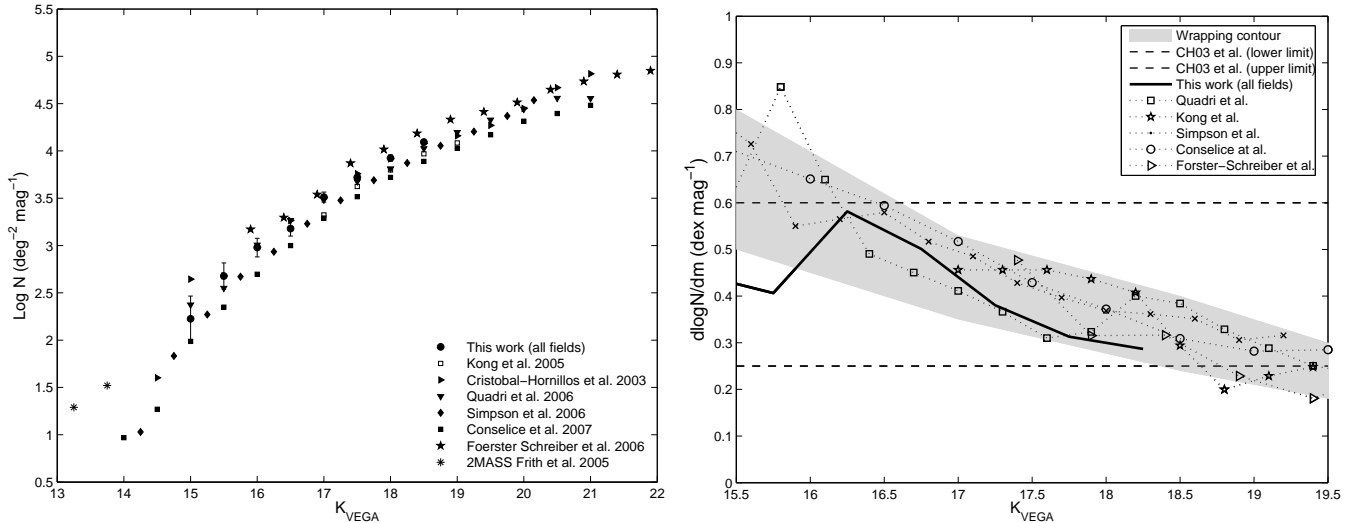 5.5
5
4.5
4
3.5
3
2.5
2
1.5
1
0.5
Log N (deg⁻² mag⁻¹)
This work (all fields)
Kong et al. 2005
Cristobal−Hornillos et al. 2003
Quadri et al. 2006
Simpson et al. 2006
Conselice et al. 2007
Foerster Schreiber et al. 2006
2MASS Frith et al. 2005
13 14 15 16 17 18 19 20 21 22
K_VEGA
1
0.9
0.8
0.7
0.6
0.5
0.4
0.3
0.2
0.1
0
dlogN/dm (dex mag⁻¹)
Wrapping contour
CH03 et al. (lower limit)
CH03 et al. (upper limit)
This work (all fields)
Quadri et al.
Kong et al.
Simpson et al.
Conselice at al.
Forster−Schreiber et al.
15.5 16 16.5 17 17.5 18 18.5 19 19.5
K_VEGA